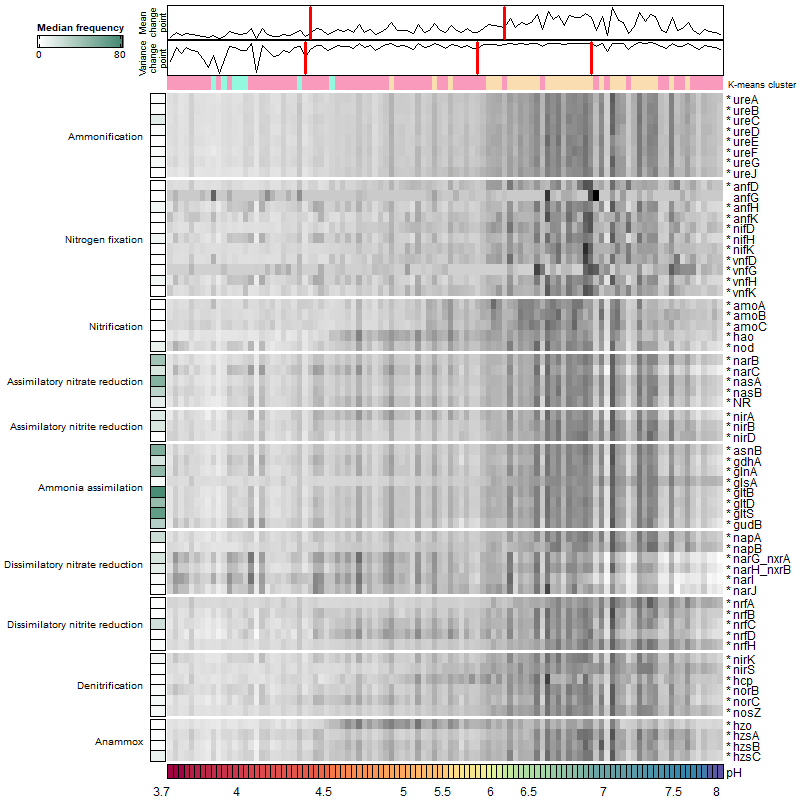 Median frequency
0 80
Mean change point
Variance change point
K-means cluster
Ammonification
* ureA
* ureB
* ureC
* ureD
* ureE
* ureF
* ureG
* ureJ
Nitrogen fixation
* anfD
anfG
* anfH
* anfK
* nifD
* nifH
* nifK
* vnfD
* vnfG
* vnfH
* vnfK
Nitrification
* amoA
* amoB
* amoC
* hao
* nod
Assimilatory nitrate reduction
* narB
* narC
* nasA
* nasB
* NR
Assimilatory nitrite reduction
* nirA
* nirB
* nirD
Ammonia assimilation
* asnB
* gdhA
* glnA
* glsA
* gltB
* gltD
* gltS
* gudB
Dissimilatory nitrate reduction
* napA
* napB
* narG_nxrA
* narH_nxrB
* narI
* narJ
Dissimilatory nitrite reduction
* nrfA
* nrfB
* nrfC
* nrfD
* nrfH
Denitrification
* nirK
* nirS
* hcp
* norB
* norC
* nosZ
Anammox
* hzo
* hzsA
* hzsB
* hzsC
pH
3.7 4 4.5 5 5.5 6 6.5 7 7.5 8